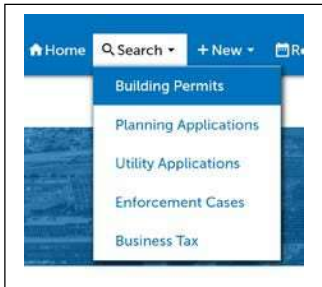 Home Search + New
Building Permits
Planning Applications
Utility Applications
Enforcement Cases
Business Tax